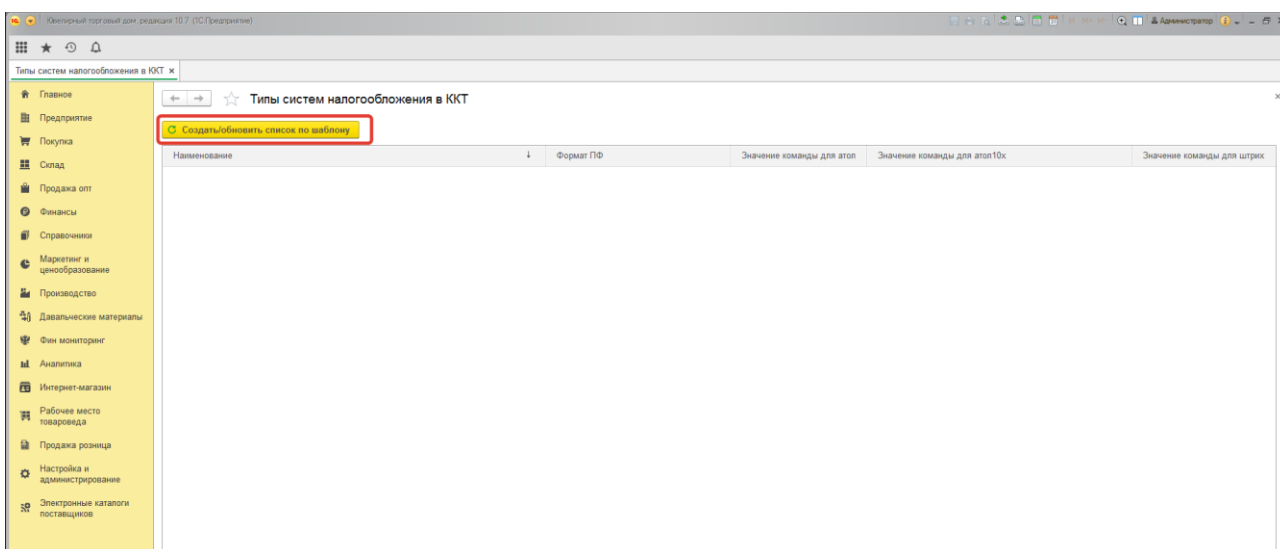 Ювелирный торговый дом, редакция 10.7 (1С:Предприятие)
Администратор
Типы систем налогообложения в ККТ ×
Главное
Предприятие
Покупка
Склад
Продажа опт
Финансы
Справочники
Маркетинг и
ценообразование
Производство
Давальческие материалы
Фин мониторинг
Аналитика
Интернет-магазин
Рабочее место
товароведа
Продажа розница
Настройка и
администрирование
Электронные каталоги
поставщиков
Типы систем налогообложения в ККТ
Создать/обновить список по шаблону
Наименование ↓ Формат ПФ Значение команды для атол Значение команды для атол10х Значение команды для штрих